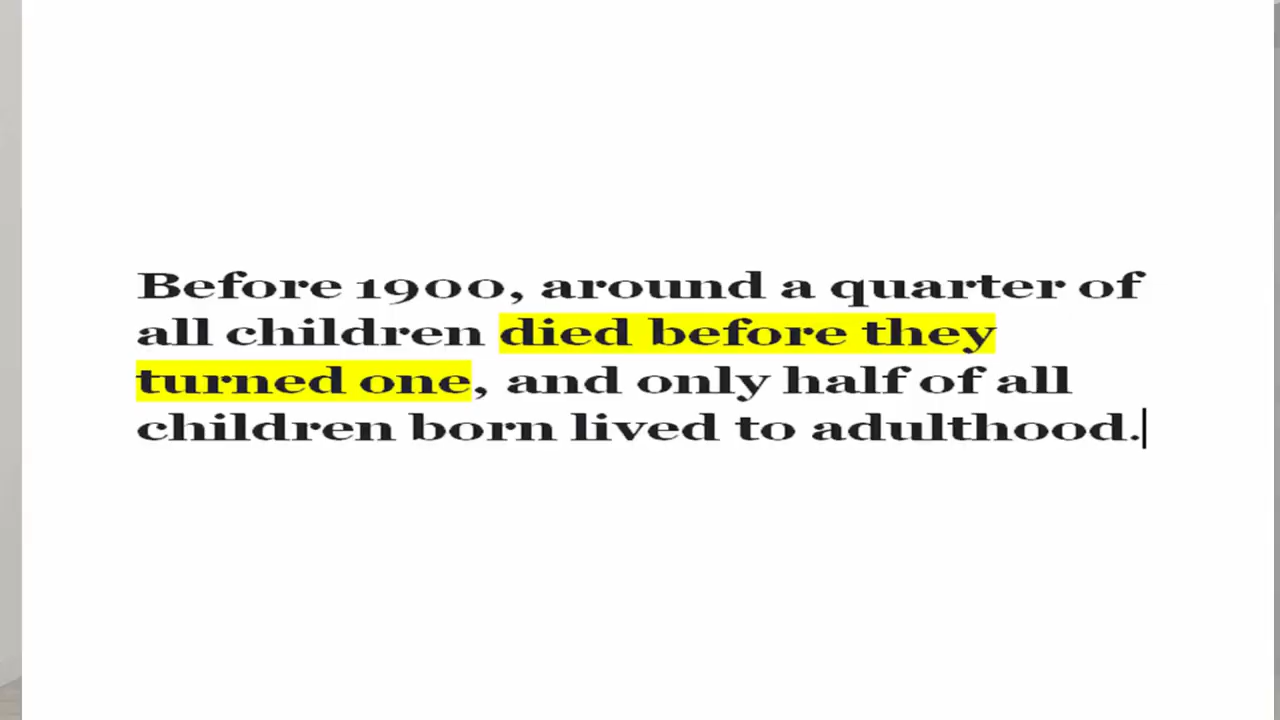 Before 1900, around a quarter of
all children died before they
turned one, and only half of all
children born lived to adulthood.